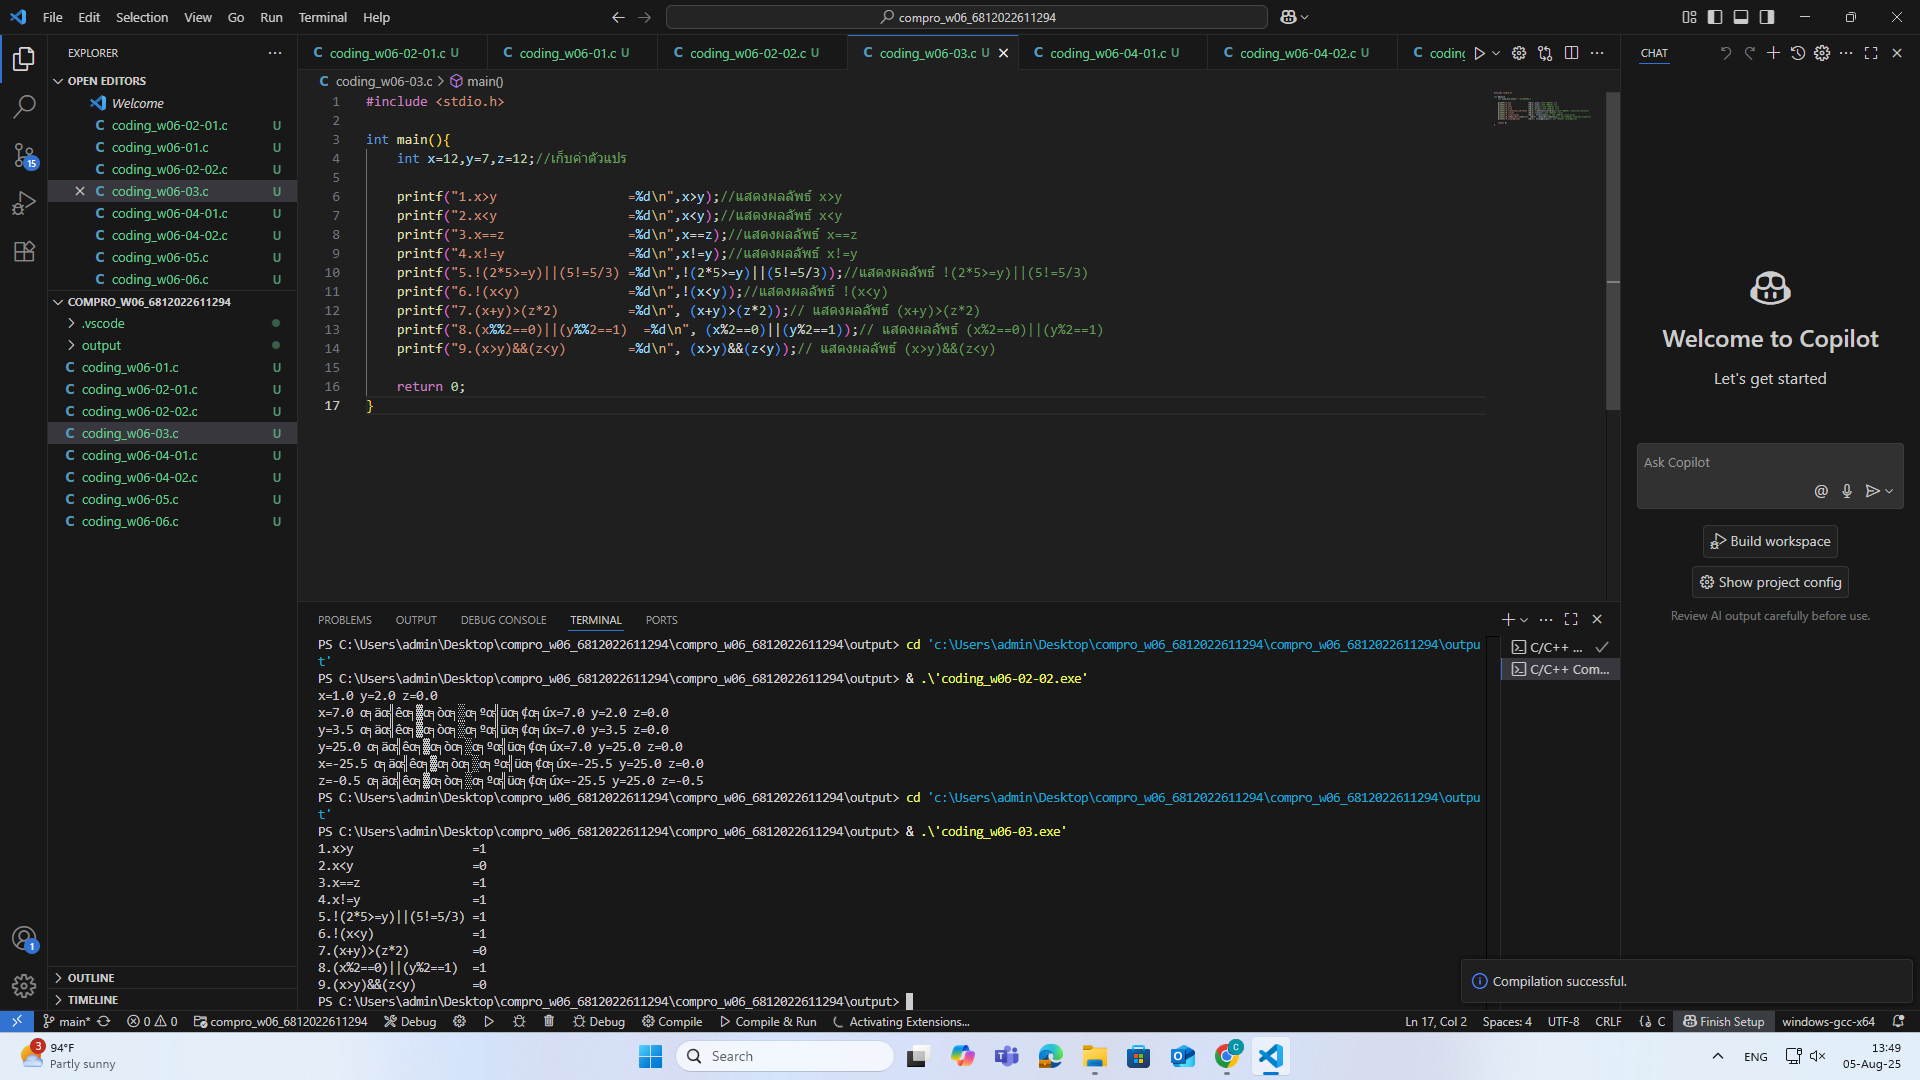 File Edit Selection View Go Run Terminal Help
compro_w06_6812022611294
EXPLORER
OPEN EDITORS
Welcome
coding_w06-02-01.c U
coding_w06-01.c U
coding_w06-02-02.c U
coding_w06-03.c U
coding_w06-04-01.c U
coding_w06-04-02.c U
coding_w06-05.c U
coding_w06-06.c U
COMPRO_W06_6812022611294
.vscode
output
coding_w06-01.c U
coding_w06-02-01.c U
coding_w06-02-02.c U
coding_w06-03.c U
coding_w06-04-01.c U
coding_w06-04-02.c U
coding_w06-05.c U
coding_w06-06.c U
OUTLINE
TIMELINE
15
1
coding_w06-02-01.c U coding_w06-01.c U coding_w06-02-02.c U coding_w06-03.c U coding_w06-04-01.c U coding_w06-04-02.c U coding
coding_w06-03.c > main()
1 #include <stdio.h>
2
3 int main(){
4 int x=12,y=7,z=12;//เก็บค่าตัวแปร
5
6 printf("1.x>y =%d\n",x>y);//แสดงผลลัพธ์ x>y
7 printf("2.x<y =%d\n",x<y);//แสดงผลลัพธ์ x<y
8 printf("3.x==z =%d\n",x==z);//แสดงผลลัพธ์ x==z
9 printf("4.x!=y =%d\n",x!=y);//แสดงผลลัพธ์ x!=y
10 printf("5.!(2*5>=y)||(5!=5/3) =%d\n",!(2*5>=y)||(5!=5/3));//แสดงผลลัพธ์ !(2*5>=y)||(5!=5/3)
11 printf("6.!(x<y) =%d\n",!(x<y));//แสดงผลลัพธ์ !(x<y)
12 printf("7.(x+y)>(z*2) =%d\n", (x+y)>(z*2));// แสดงผลลัพธ์ (x+y)>(z*2)
13 printf("8.(x%%2==0)||(y%%2==1) =%d\n", (x%2==0)||(y%2==1));// แสดงผลลัพธ์ (x%2==0)||(y%2==1)
14 printf("9.(x>y)&&(z<y) =%d\n", (x>y)&&(z<y));// แสดงผลลัพธ์ (x>y)&&(z<y)
15
16 return 0;
17 }
PROBLEMS OUTPUT DEBUG CONSOLE TERMINAL PORTS
PS C:\Users\admin\Desktop\compro_w06_6812022611294\compro_w06_6812022611294\output> cd 'c:\Users\admin\Desktop\compro_w06_6812022611294\compro_w06_6812022611294\outpu
t'
PS C:\Users\admin\Desktop\compro_w06_6812022611294\compro_w06_6812022611294\output> & .\'coding_w06-02-02.exe'
x=1.0 y=2.0 z=0.0
x=7.0 x=7.0 y=2.0 z=0.0
y=3.5 x=7.0 y=3.5 z=0.0
y=25.0 x=7.0 y=25.0 z=0.0
x=-25.5 x=-25.5 y=25.0 z=0.0
z=-0.5 x=-25.5 y=25.0 z=-0.5
PS C:\Users\admin\Desktop\compro_w06_6812022611294\compro_w06_6812022611294\output> cd 'c:\Users\admin\Desktop\compro_w06_6812022611294\compro_w06_6812022611294\outpu
t'
PS C:\Users\admin\Desktop\compro_w06_6812022611294\compro_w06_6812022611294\output> & .\'coding_w06-03.exe'
1.x>y =1
2.x<y =0
3.x==z =1
4.x!=y =1
5.!(2*5>=y)||(5!=5/3) =1
6.!(x<y) =1
7.(x+y)>(z*2) =0
8.(x%2==0)||(y%2==1) =1
9.(x>y)&&(z<y) =0
PS C:\Users\admin\Desktop\compro_w06_6812022611294\compro_w06_6812022611294\output>
C/C++ ...
C/C++ Com...
CHAT
Welcome to Copilot
Let's get started
Ask Copilot
Build workspace
Show project config
Review AI output carefully before use.
Compilation successful.
main* 0 0 compro_w06_6812022611294 Debug Debug Compile Compile & Run Activating Extensions... Ln 17, Col 2 Spaces: 4 UTF-8 CRLF {} C Finish Setup windows-gcc-x64
3 94°F
Partly sunny
Search
C
ENG
13:49
05-Aug-25